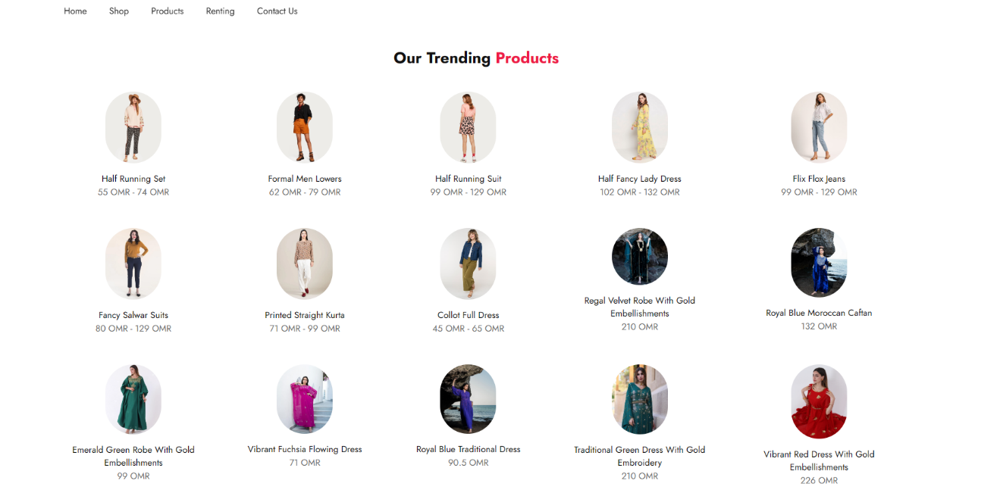 Home Shop Products Renting Contact Us
Our Trending Products
Half Running Set
55 OMR - 74 OMR
Formal Men Lowers
62 OMR - 79 OMR
Half Running Suit
99 OMR - 129 OMR
Half Fancy Lady Dress
102 OMR - 132 OMR
Flix Flox Jeans
99 OMR - 129 OMR
Fancy Salwar Suits
80 OMR - 129 OMR
Printed Straight Kurta
71 OMR - 99 OMR
Collot Full Dress
45 OMR - 65 OMR
Regal Velvet Robe With Gold
Embellishments
210 OMR
Royal Blue Moroccan Caftan
132 OMR
Emerald Green Robe With Gold
Embellishments
99 OMR
Vibrant Fuchsia Flowing Dress
71 OMR
Royal Blue Traditional Dress
90.5 OMR
Traditional Green Dress With Gold
Embroidery
210 OMR
Vibrant Red Dress With Gold
Embellishments
226 OMR